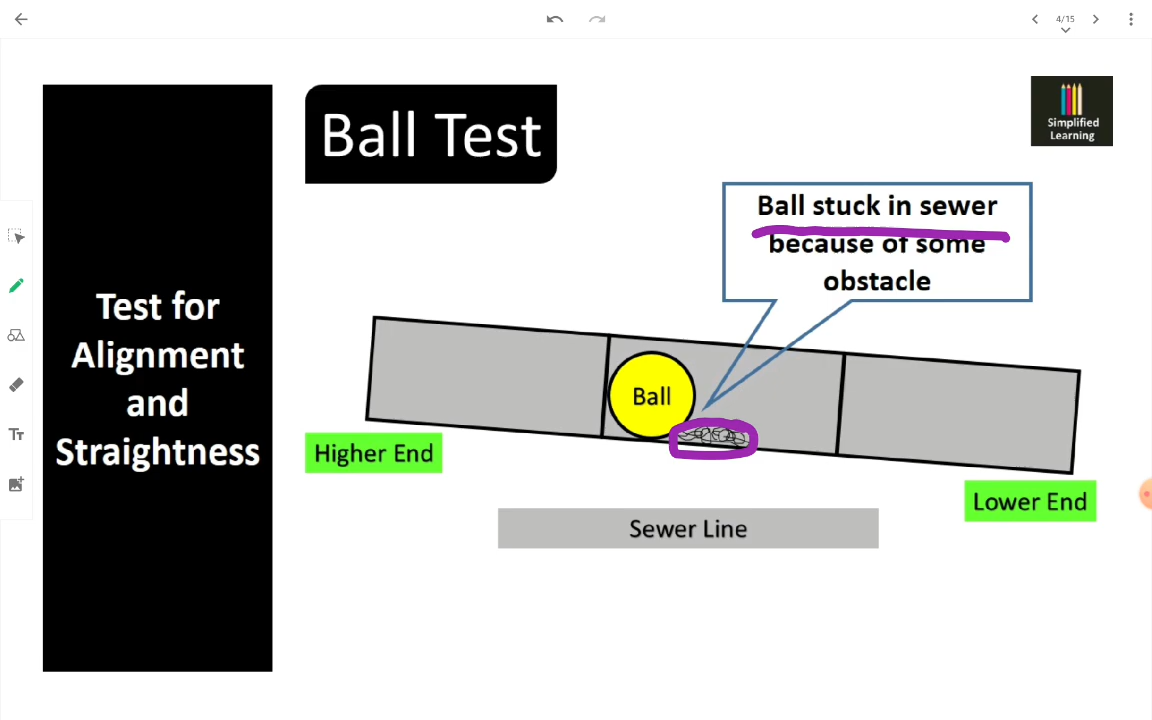 4/15
Ball Test
Simplified
Learning
Ball stuck in sewer
because of some
obstacle
Test for
Alignment
and
Straightness
Ball
Higher End
Lower End
Sewer Line
Tт